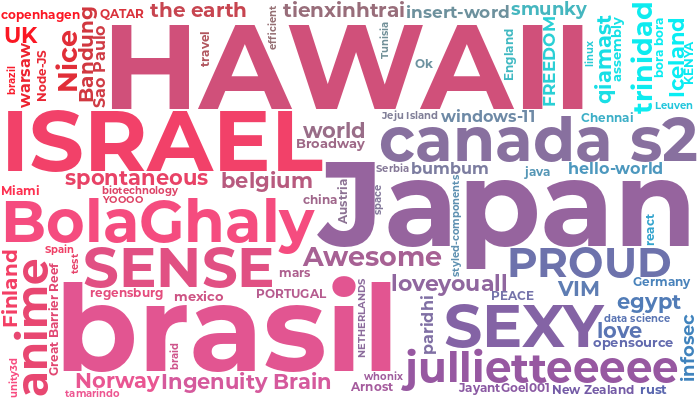 copenhagen
QATAR
the earth
tienxinhtrai
insert-word
smunky
UK
brazil
warsaw
Node-JS
Nice
Bandung
Sao Paulo
HAWAII
travel
efficient
Tunisia
Ok
England
FREEDOM
linux
qiamast
assembly
trinidad
bora bora
Iceland
KENYA
Leuven
ISRAEL
world
Broadway
Jeju Island
windows-11
Chennai
canada s2
spontaneous
belgium
Serbia
bumbum
java
hello-world
Miami
biotechnology
YOOOO
china
Austria
space
Japan
styled-components
react
BolaGhaly
Finland
Spain
test
anime
Great Barrier Reef
SENSE
mars
Awesome
PROUD
regensburg
mexico
PORTUGAL
loveyouall
PEACE
VIM
Germany
egypt
unity3d
brasil
braid
NETHERLANDS
paridhi
SEXY
data science
love
opensource
infosec
jullietteeeee
Norway
tamarindo
Ingenuity
Brain
whonix
Arnost
JayantGoel001
New Zealand
rust